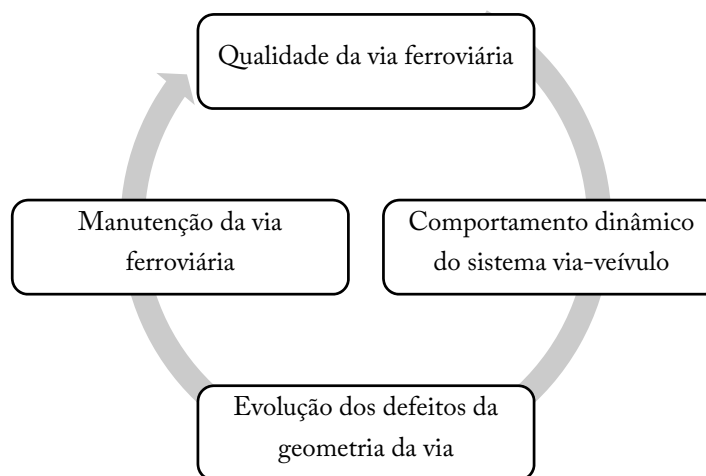 Qualidade da via ferroviária
Comportamento dinâmico
do sistema via-veívulo
Evolução dos defeitos da
geometria da via
Manutenção da via
ferroviária